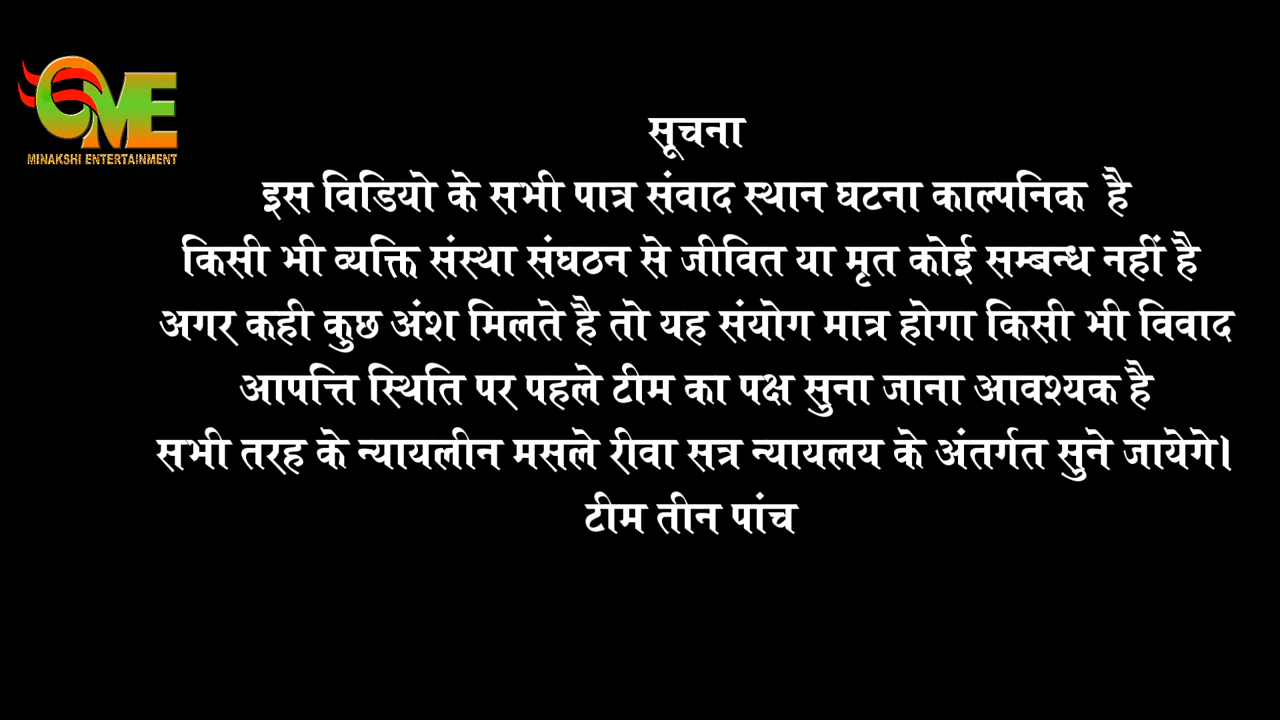 OME
MINAKSHI ENTERTAINMENT
सूचना
इस विडियो के सभी पात्र संवाद स्थान घटना काल्पनिक है
किसी भी व्यक्ति संस्था संघठन से जीवित या मृत कोई सम्बन्ध नहीं है
अगर कही कुछ अंश मिलते है तो यह संयोग मात्र होगा किसी भी विवाद
आपत्ति स्थिति पर पहले टीम का पक्ष सुना जाना आवश्यक है
सभी तरह के न्यायलीन मसले रीवा सत्र न्यायलय के अंतर्गत सुने जायेगे।
टीम तीन पांच